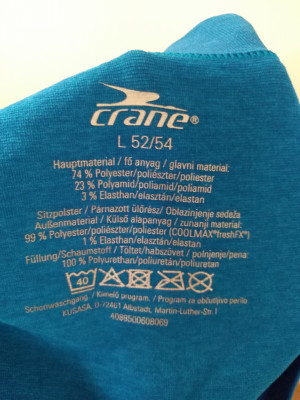 crane®
L 52/54
Hauptmaterial / fő anyag / glavni material:
74 % Polyester/poliészter/poliester
23 % Polyamid/poliamid/poliamid
3 % Elasthan/elasztán/elastan
Sitzpolster / Párnázott ülőrész/ Oblazinjenje sedeža
Außenmaterial / Külső alapanyag / zunanji material:
99 % Polyester/poliészter/poliester (COOLMAX®freshFX®)
1 % Elasthan/elasztán/elastan
Füllung/Schaumstoff / Töltet/habszövet / polnjenje/pena:
100 % Polyurethan/poliuretán/poliuretan
40
Schonwaschgang / Kímélő program. / Program za občutljivo perilo.
KUSASA, D-72461 Albstadt, Martin-Luther-Str.1
4088500608069